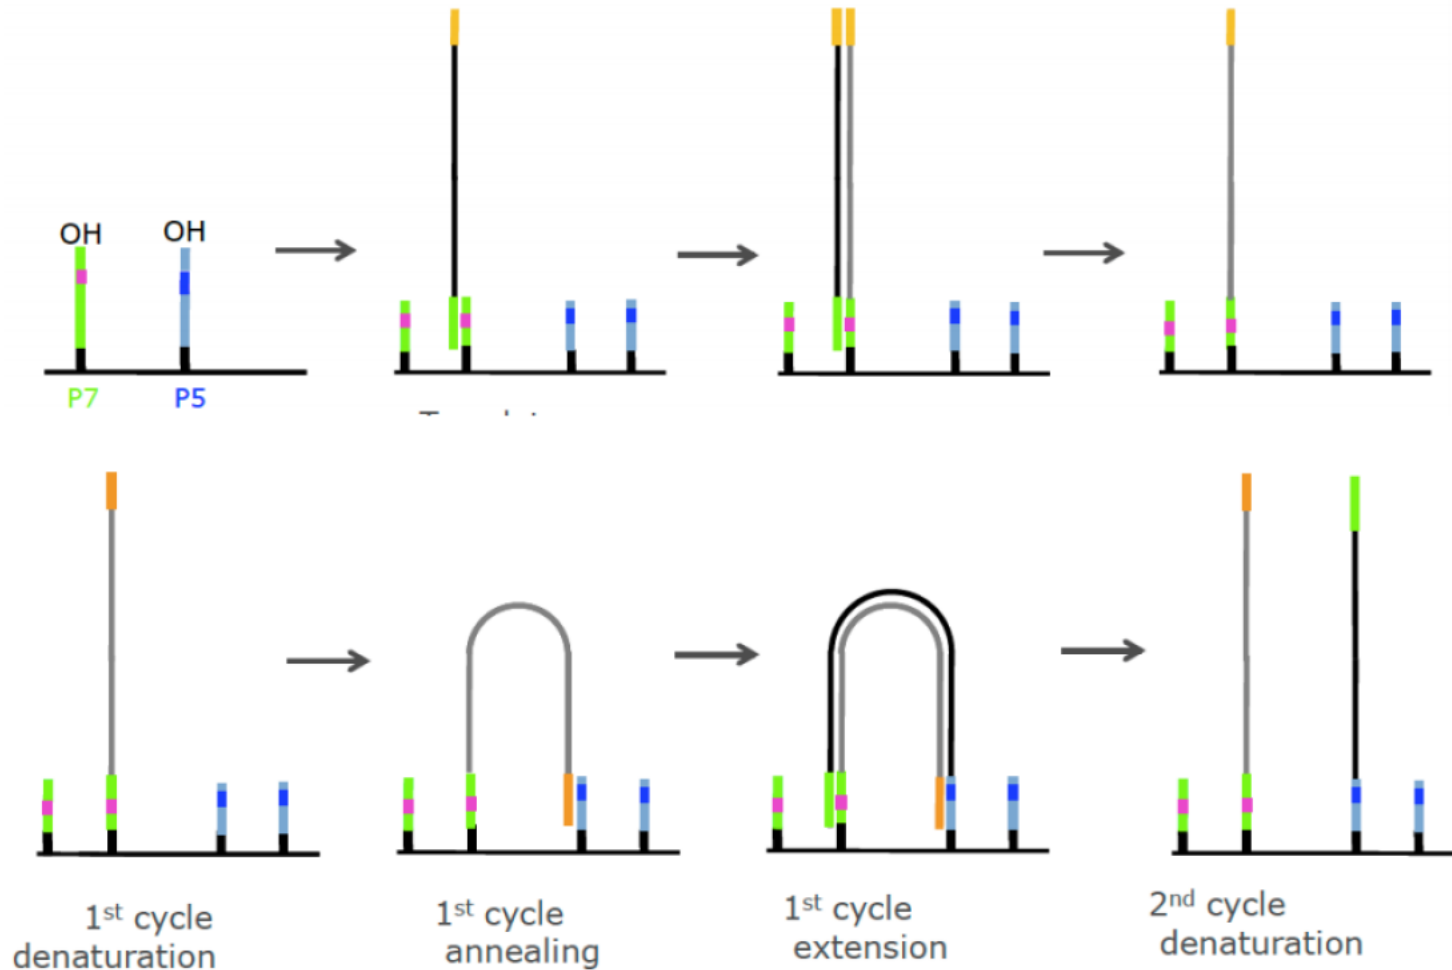 OH
OH
P7
P5
1st cycle
denaturation
1st cycle
annealing
1st cycle
extension
2nd cycle
denaturation